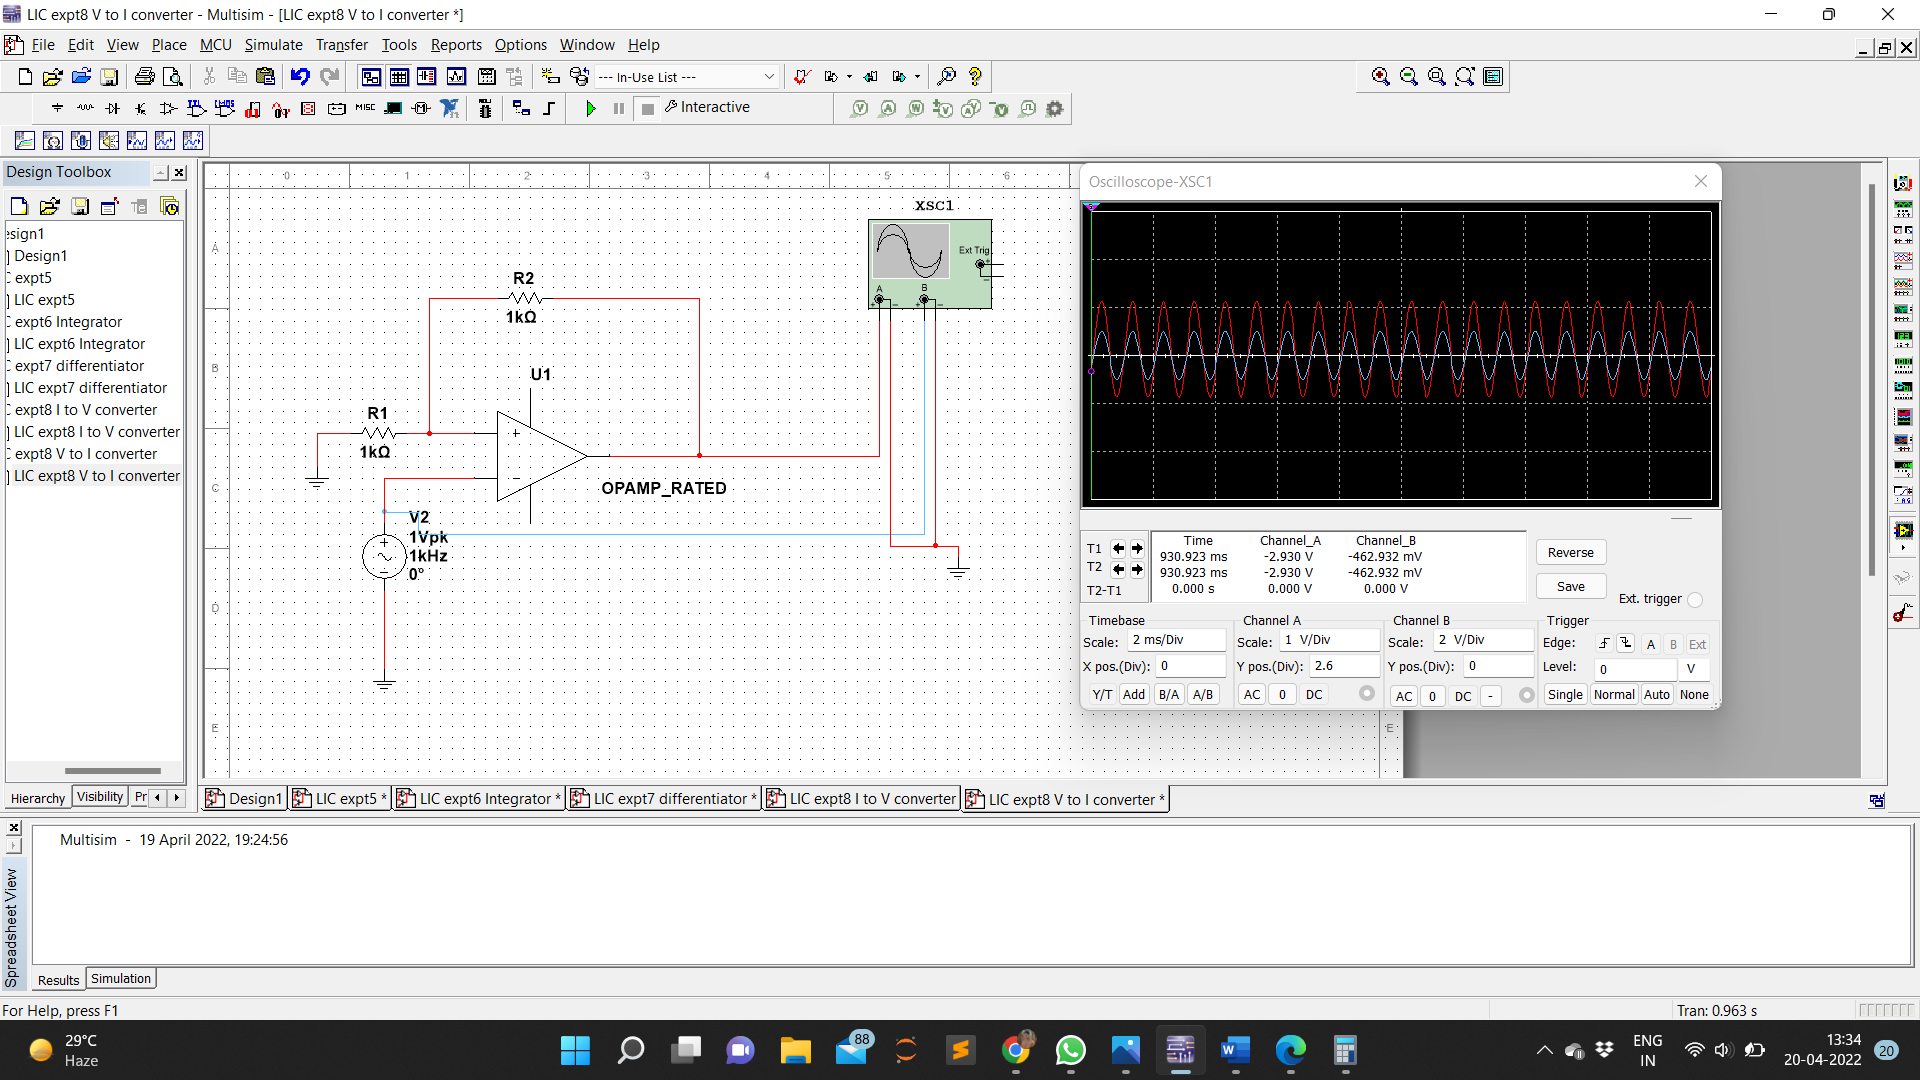 LIC expt8 V to I converter - Multisim - [LIC expt8 V to I converter *]
File Edit View Place MCU Simulate Transfer Tools Reports Options Window Help
--- In-Use List ---
MISC
Interactive
Design Toolbox
esign1
Design1
C expt5
LIC expt5
C expt6 Integrator
LIC expt6 Integrator
C expt7 differentiator
LIC expt7 differentiator
C expt8 I to V converter
LIC expt8 I to V converter
C expt8 V to I converter
LIC expt8 V to I converter
Hierarchy Visibility Pr
0 1 2 3 4 5 6
A
B
C
D
E
E
XSC1
Ext Trig
A B
R2
1kΩ
U1
R1
1kΩ
OPAMP_RATED
V2
1Vpk
1kHz
0°
Oscilloscope-XSC1
Time Channel_A Channel_B
T1 930.923 ms -2.930 V -462.932 mV
T2 930.923 ms -2.930 V -462.932 mV
T2-T1 0.000 s 0.000 V 0.000 V
Reverse
Save
Ext. trigger
Timebase Channel A Channel B Trigger
Scale: 2 ms/Div Scale: 1 V/Div Scale: 2 V/Div Edge: A B Ext
X pos.(Div): 0 Y pos.(Div): 2.6 Y pos.(Div): 0 Level: 0 V
Y/T Add B/A A/B AC 0 DC AC 0 DC - Single Normal Auto None
Design1 LIC expt5 * LIC expt6 Integrator * LIC expt7 differentiator * LIC expt8 I to V converter LIC expt8 V to I converter *
Multisim - 19 April 2022, 19:24:56
Spreadsheet View
Results Simulation
For Help, press F1
Tran: 0.963 s
29°C
Haze
88
ENG
IN
13:34
20-04-2022
20